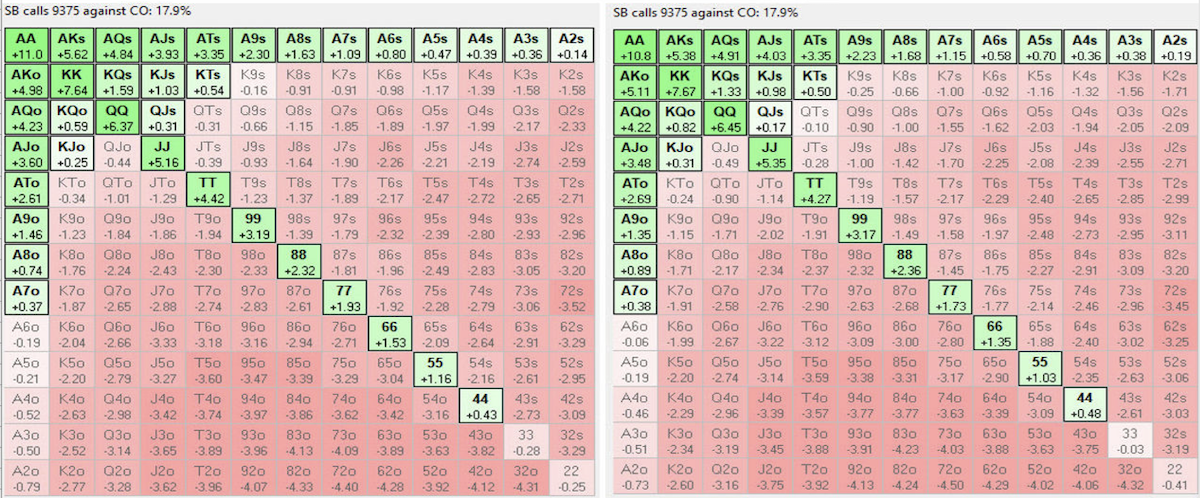 SB calls 9375 against CO: 17.9%
AA AKs AQs AJs ATs A9s A8s A7s A6s A5s A4s A3s A2s
+11.0 +5.62 +4.84 +3.93 +3.35 +2.30 +1.63 +1.09 +0.80 +0.47 +0.39 +0.36 +0.14
AKo KK KQs KJs KTs K9s K8s K7s K6s K5s K4s K3s K2s
+4.98 +7.64 +1.59 +1.03 +0.54 -0.16 -0.91 -0.91 -0.98 -1.17 -1.39 -1.58 -1.58
AQo KQo QQ QJs QTs Q9s Q8s Q7s Q6s Q5s Q4s Q3s Q2s
+4.23 +0.59 +6.37 +0.31 -0.31 -0.66 -1.15 -1.85 -1.89 -1.97 -1.99 -2.17 -2.33
AJo KJo QJo JJ JTs J9s J8s J7s J6s J5s J4s J3s J2s
+3.60 +0.25 -0.44 +5.16 -0.39 -0.93 -1.64 -1.90 -2.26 -2.21 -2.19 -2.74 -2.59
ATo KTo QTo JTo TT T9s T8s T7s T6s T5s T4s T3s T2s
+2.61 -0.34 -1.01 -1.29 +4.42 -1.23 -1.37 -1.89 -2.17 -2.47 -2.72 -2.65 -2.71
A9o K9o Q9o J9o T9o 99 98s 97s 96s 95s 94s 93s 92s
+1.46 -1.23 -1.84 -1.86 -1.94 +3.19 -1.49 -1.79 -2.32 -2.39 -2.80 -2.93 -2.96
A8o K8o Q8o J8o T8o 98o 88 87s 86s 85s 84s 83s 82s
+0.74 -1.76 -2.24 -2.43 -2.30 -2.33 +2.32 -1.81 -1.96 -2.49 -2.83 -3.05 -3.20
A7o K7o Q7o J7o T7o 97o 87o 77 76s 75s 74s 73s 72s
+0.37 -1.87 -2.65 -2.88 -2.74 -2.83 -2.61 +1.93 -1.92 -2.28 -2.79 -3.06 -3.52
A6o K6o Q6o J6o T6o 96o 86o 76o 66 65s 64s 63s 62s
-0.19 -2.04 -2.66 -3.33 -3.18 -3.16 -2.94 -2.71 +1.53 -2.09 -2.64 -2.91 -3.29
A5o K5o Q5o J5o T5o 95o 85o 75o 65o 55 54s 53s 52s
-0.21 -2.20 -2.79 -3.27 -3.60 -3.47 -3.39 -3.29 -3.04 +1.16 -2.16 -2.61 -2.95
A4o K4o Q4o J4o T4o 94o 84o 74o 64o 54o 44 43s 42s
-0.52 -2.63 -2.98 -3.42 -3.74 -3.97 -3.86 -3.62 -3.42 -3.16 +0.43 -2.73 -3.09
A3o K3o Q3o J3o T3o 93o 83o 73o 63o 53o 43o 33 32s
-0.50 -2.52 -3.14 -3.65 -3.89 -3.96 -4.13 -4.09 -3.89 -3.63 -3.82 -0.28 -3.29
A2o K2o Q2o J2o T2o 92o 82o 72o 62o 52o 42o 32o 22
-0.79 -2.77 -3.28 -3.62 -3.96 -4.07 -4.33 -4.40 -4.28 -3.92 -4.12 -4.31 -0.25
SB calls 9375 against CO: 17.9%
AA AKs AQs AJs ATs A9s A8s A7s A6s A5s A4s A3s A2s
+10.8 +5.38 +4.91 +4.03 +3.35 +2.23 +1.68 +1.15 +0.58 +0.70 +0.36 +0.38 +0.19
AKo KK KQs KJs KTs K9s K8s K7s K6s K5s K4s K3s K2s
+5.11 +7.67 +1.33 +0.98 +0.50 -0.25 -0.66 -1.00 -0.92 -1.16 -1.32 -1.56 -1.71
AQo KQo QQ QJs QTs Q9s Q8s Q7s Q6s Q5s Q4s Q3s Q2s
+4.22 +0.82 +6.45 +0.17 -0.10 -0.90 -1.00 -1.55 -1.62 -2.03 -1.94 -2.05 -2.09
AJo KJo QJo JJ JTs J9s J8s J7s J6s J5s J4s J3s J2s
+3.48 +0.31 -0.49 +5.35 -0.28 -1.00 -1.42 -1.70 -2.25 -2.08 -2.39 -2.55 -2.71
ATo KTo QTo JTo TT T9s T8s T7s T6s T5s T4s T3s T2s
+2.69 -0.24 -0.90 -1.14 +4.27 -1.19 -1.57 -2.17 -2.29 -2.40 -2.65 -2.85 -2.99
A9o K9o Q9o J9o T9o 99 98s 97s 96s 95s 94s 93s 92s
+1.35 -1.15 -1.71 -2.02 -1.91 +3.17 -1.49 -1.58 -1.97 -2.48 -2.73 -2.95 -3.11
A8o K8o Q8o J8o T8o 98o 88 87s 86s 85s 84s 83s 82s
+0.89 -1.71 -2.17 -2.34 -2.37 -2.32 +2.36 -1.45 -1.75 -2.27 -2.91 -3.09 -3.20
A7o K7o Q7o J7o T7o 97o 87o 77 76s 75s 74s 73s 72s
+0.38 -1.91 -2.58 -2.76 -2.90 -2.63 -2.68 +1.73 -1.77 -2.14 -2.46 -2.96 -3.45
A6o K6o Q6o J6o T6o 96o 86o 76o 66 65s 64s 63s 62s
-0.06 -1.99 -2.67 -3.22 -3.12 -3.09 -3.00 -2.80 +1.35 -1.88 -2.41 -3.02 -3.25
A5o K5o Q5o J5o T5o 95o 85o 75o 65o 55 54s 53s 52s
-0.19 -2.20 -2.74 -3.14 -3.59 -3.38 -3.31 -3.17 -2.90 +1.03 -2.35 -2.63 -3.06
A4o K4o Q4o J4o T4o 94o 84o 74o 64o 54o 44 43s 42s
-0.46 -2.29 -2.96 -3.39 -3.57 -3.77 -3.77 -3.63 -3.39 -3.09 +0.48 -2.61 -3.03
A3o K3o Q3o J3o T3o 93o 83o 73o 63o 53o 43o 33 32s
-0.51 -2.34 -3.19 -3.45 -3.88 -3.91 -4.23 -4.03 -3.88 -3.63 -3.75 -0.03 -3.19
A2o K2o Q2o J2o T2o 92o 82o 72o 62o 52o 42o 32o 22
-0.73 -2.60 -3.16 -3.75 -3.92 -4.13 -4.24 -4.50 -4.29 -4.02 -4.06 -4.32 -0.41